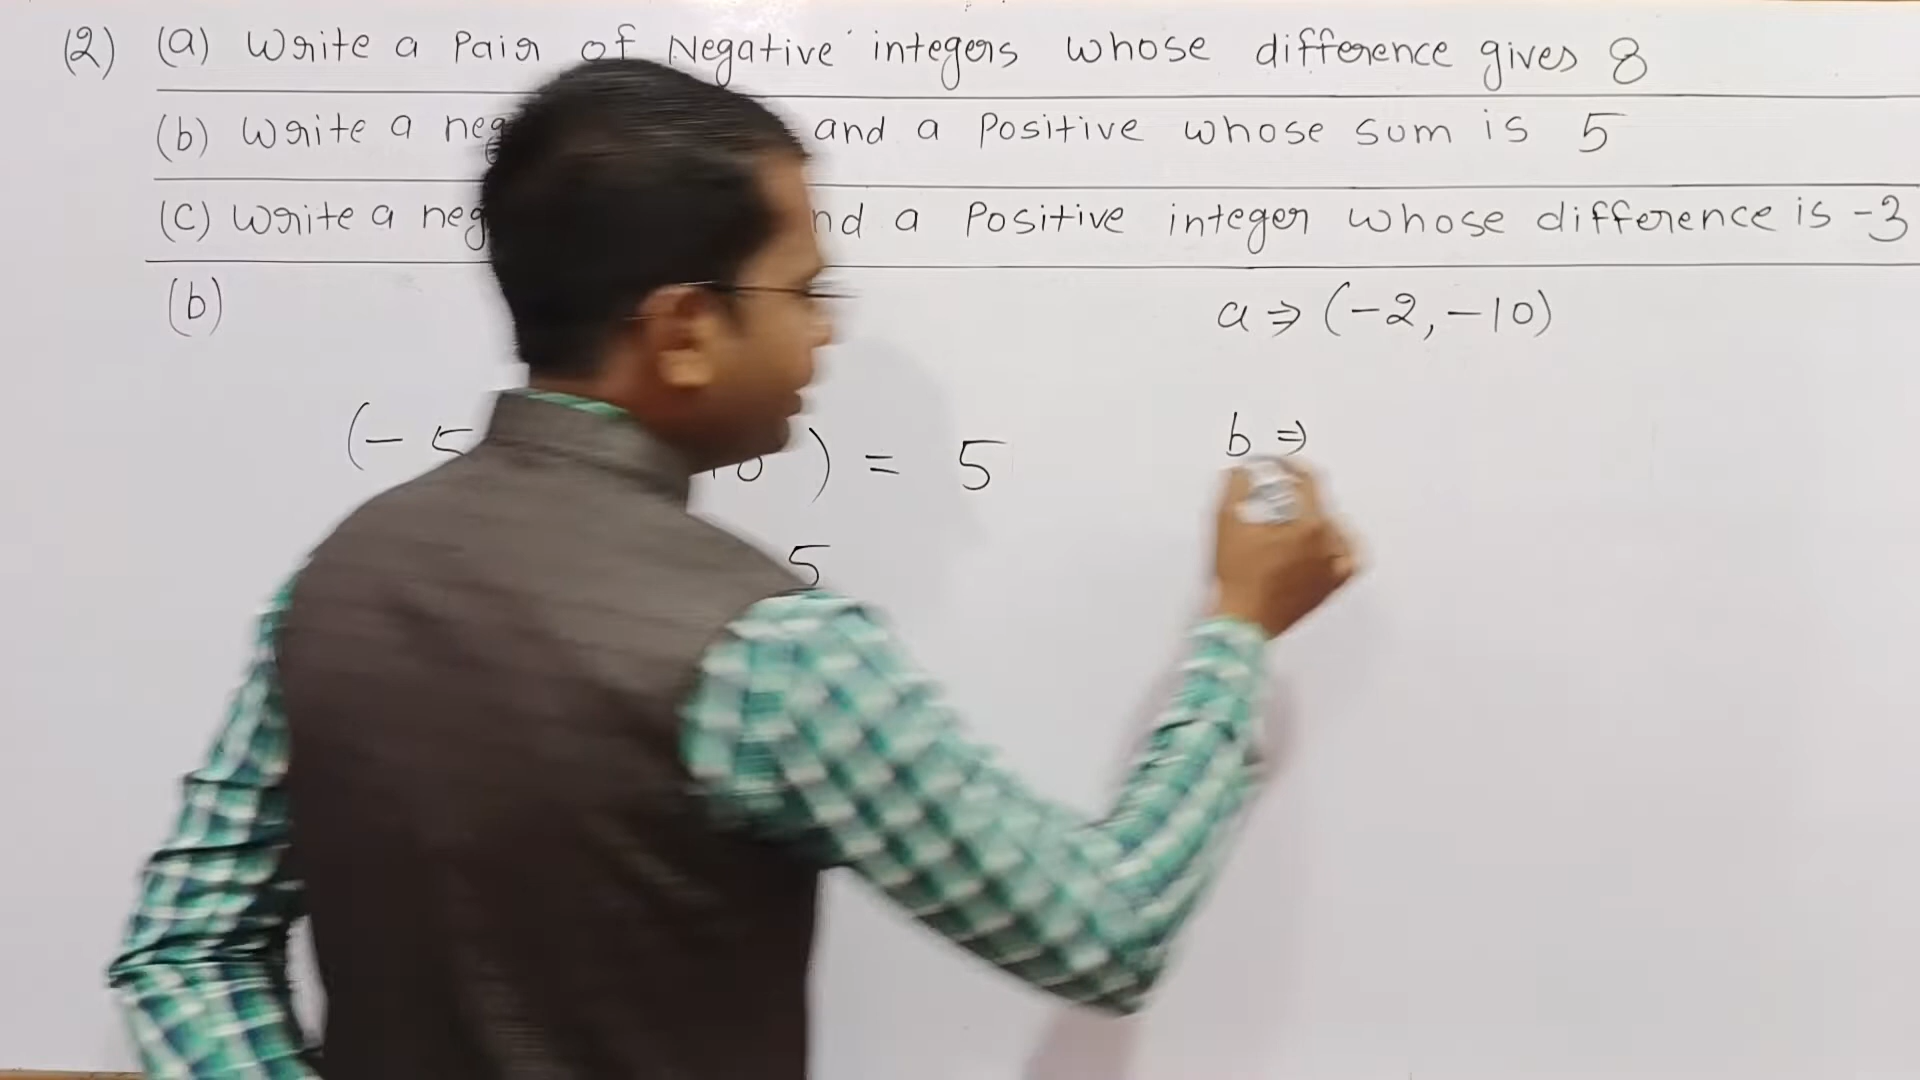 (2) (a) Write a Pair of Negative integers whose difference gives 8
(b) Write a neg and a Positive whose sum is 5
(c) Write a neg nd a Positive integer whose difference is -3
(b)
a ⇒ (-2, -10)
(- 5 10 ) = 5
b ⇒
5